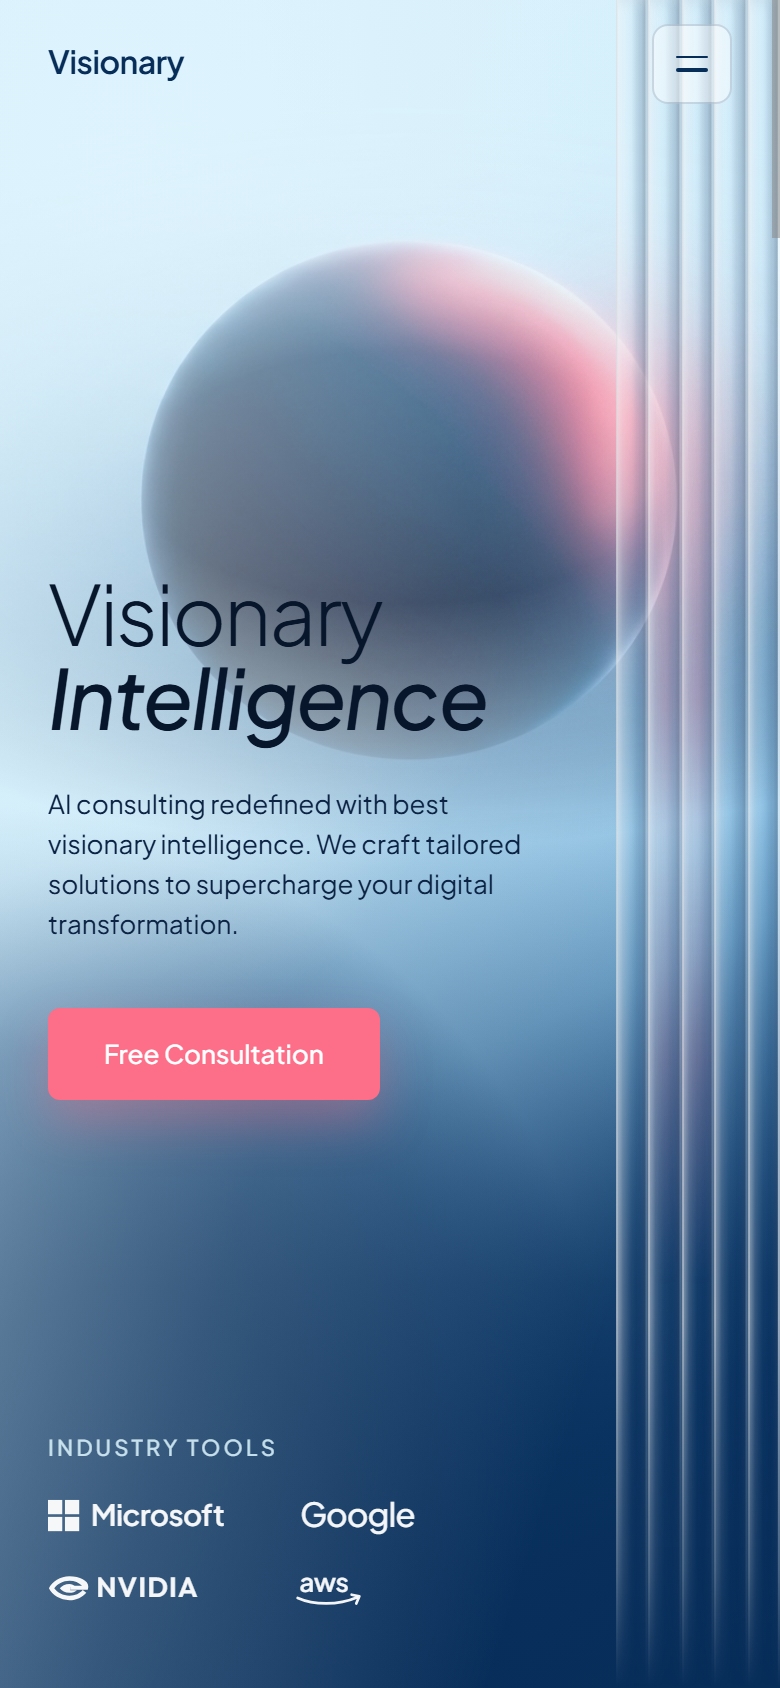 Visionary
Visionary
Intelligence
AI consulting redefined with best
visionary intelligence. We craft tailored
solutions to supercharge your digital
transformation.
Free Consultation
INDUSTRY TOOLS
Microsoft Google
NVIDIA aws